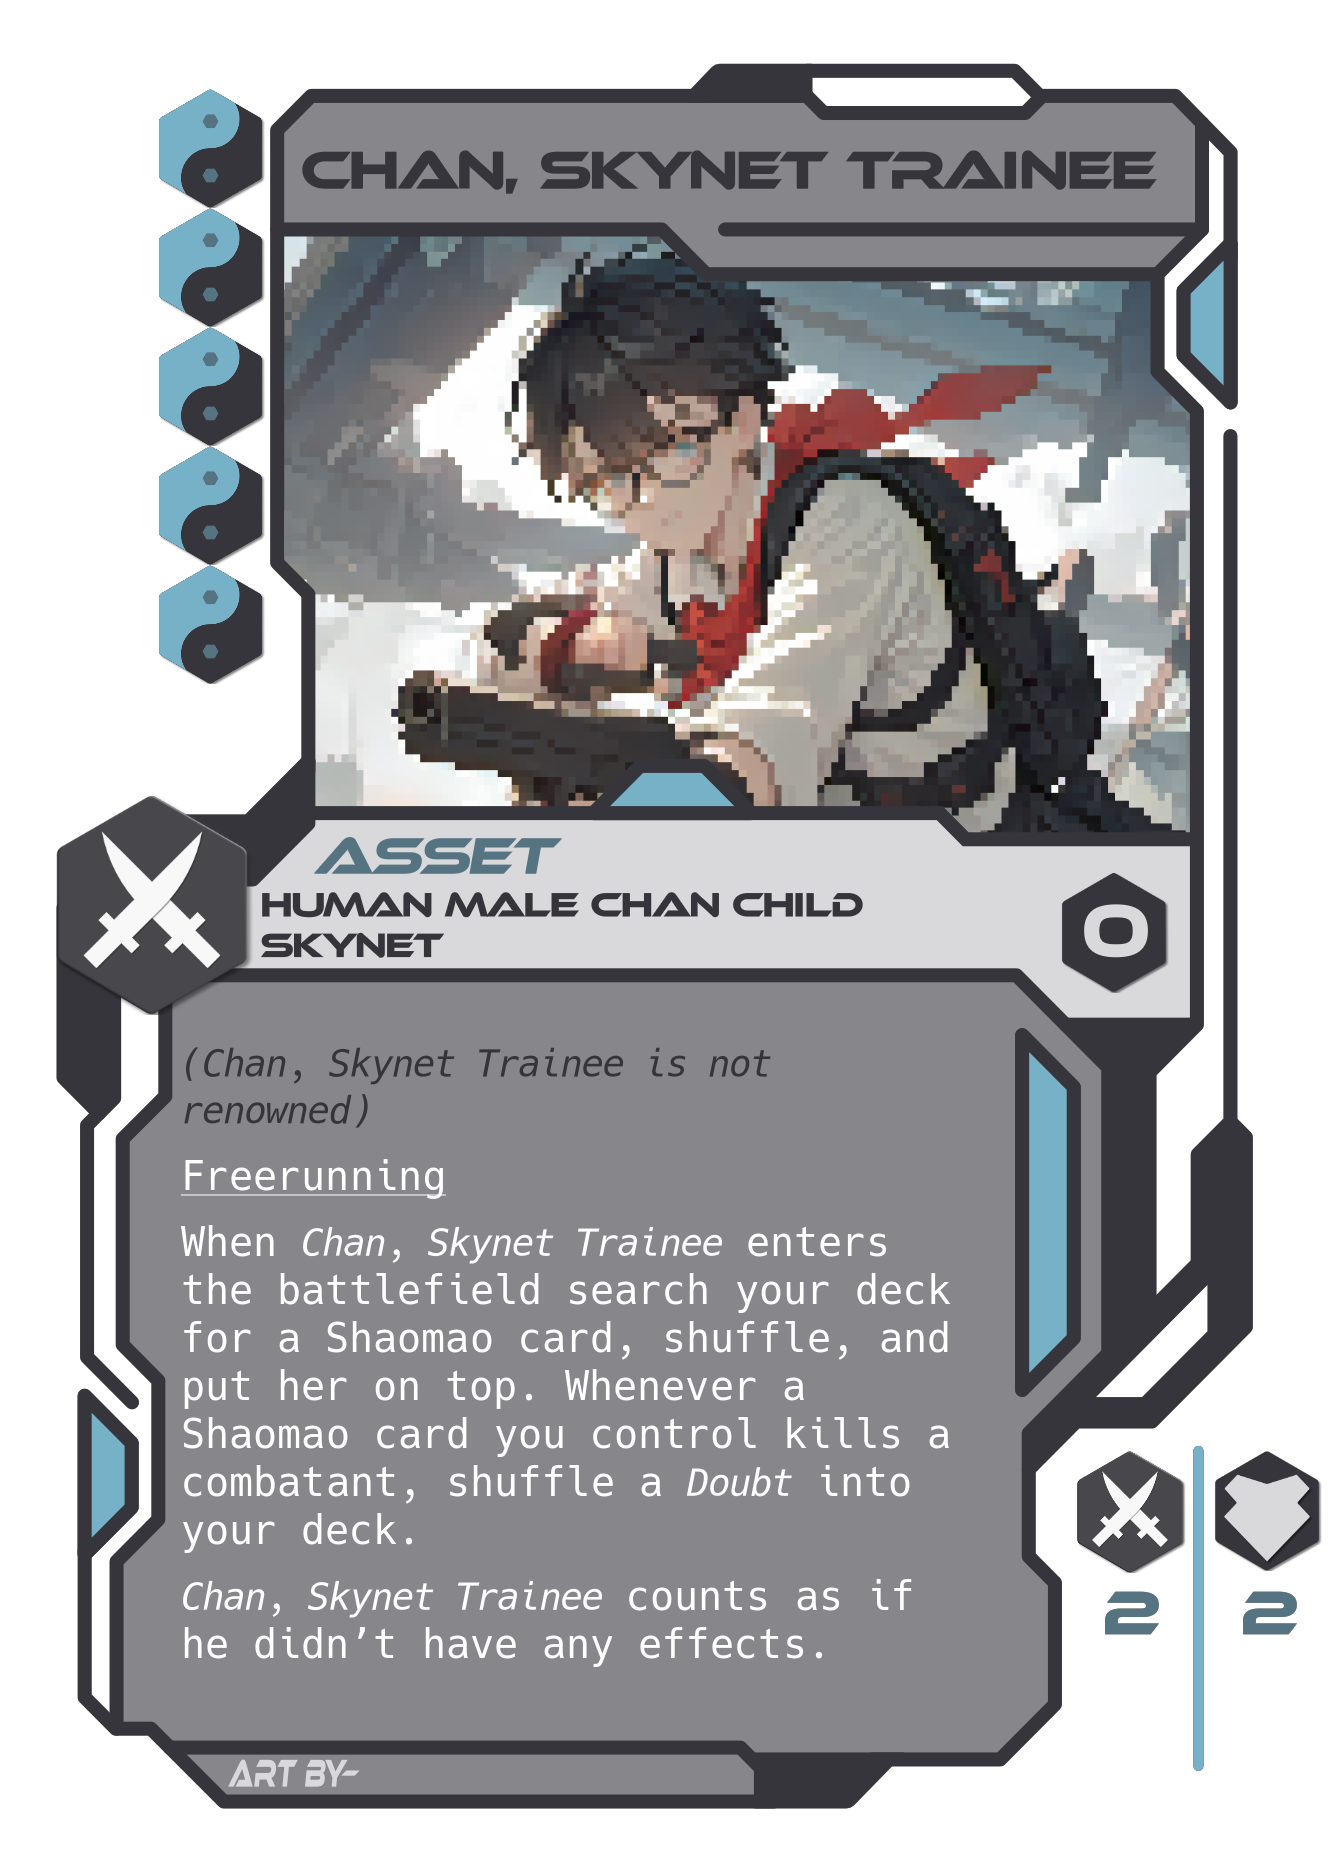 CHAN, SKYNET TRAINEE
ASSET
HUMAN MALE CHAN CHILD
SKYNET
0
(Chan, Skynet Trainee is not
renowned)
Freerunning
When Chan, Skynet Trainee enters
the battlefield search your deck
for a Shaomao card, shuffle, and
put her on top. Whenever a
Shaomao card you control kills a
combatant, shuffle a Doubt into
your deck.
Chan, Skynet Trainee counts as if
he didn’t have any effects.
2
2
ART BY-